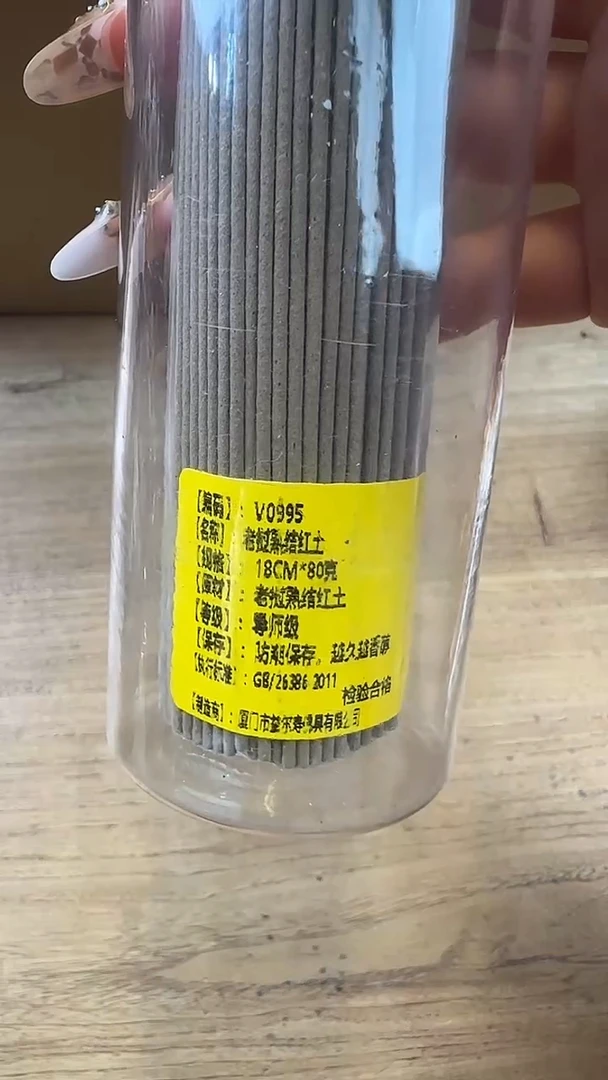 【编码】: V0995
【名称】 老挝熟结红土
【规格】: 18CM*80克
【原材】: 老挝熟结红土
【等级】: 导师级
【保存】: 防潮保存。越久越香醇
【执行标准】: GB/26386 2011
检验合格
【制造商】: 厦门市 具有限公司